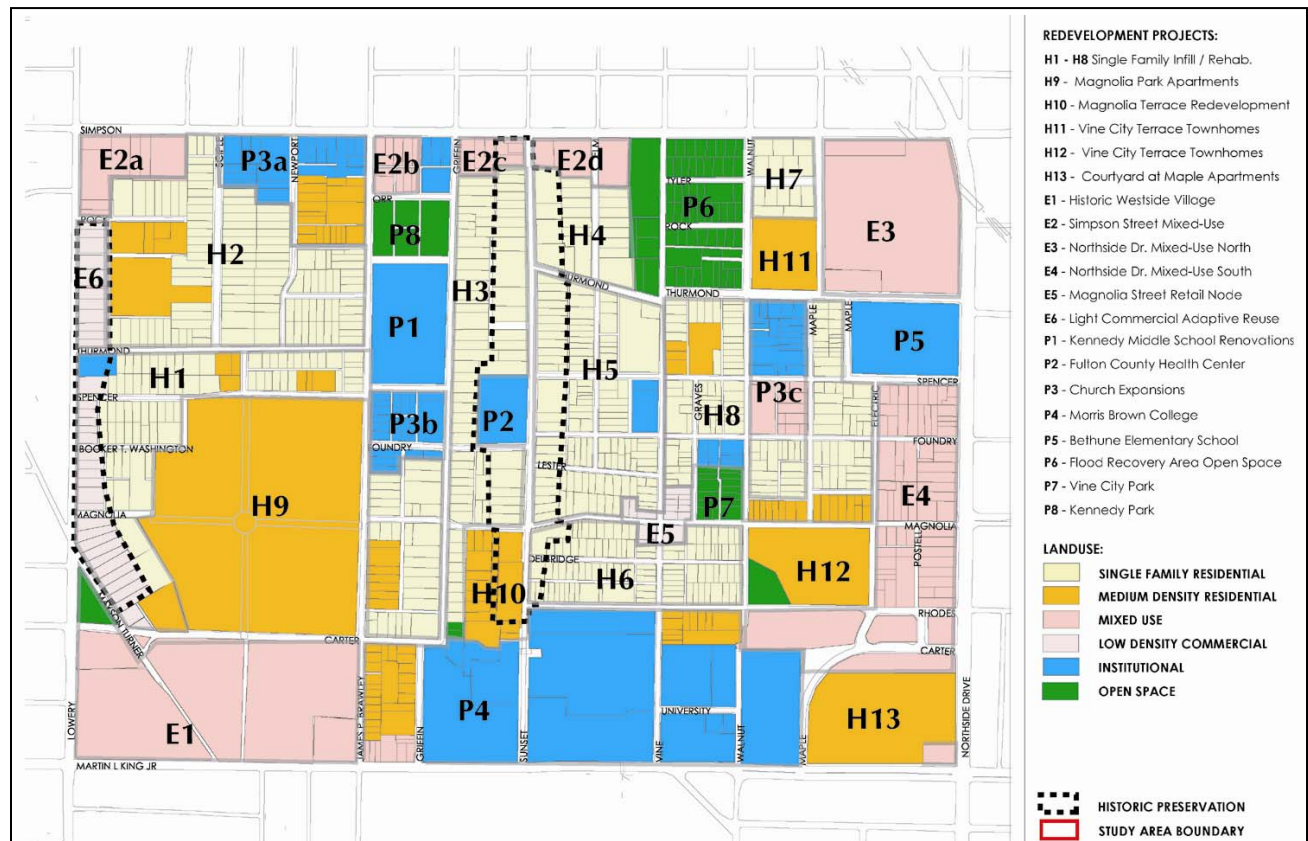 REDEVELOPMENT PROJECTS:
H1 - H8 Single Family Infill / Rehab.
H9 - Magnolia Park Apartments
H10 - Magnolia Terrace Redevelopment
H11 - Vine City Terrace Townhomes
H12 - Vine City Terrace Townhomes
H13 - Courtyard at Maple Apartments
E1 - Historic Westside Village
E2 - Simpson Street Mixed-Use
E3 - Northside Dr. Mixed-Use North
E4 - Northside Dr. Mixed-Use South
E5 - Magnolia Street Retail Node
E6 - Light Commercial Adaptive Reuse
P1 - Kennedy Middle School Renovations
P2 - Fulton County Health Center
P3 - Church Expansions
P4 - Morris Brown College
P5 - Bethune Elementary School
P6 - Flood Recovery Area Open Space
P7 - Vine City Park
P8 - Kennedy Park
LANDUSE:
SINGLE FAMILY RESIDENTIAL
MEDIUM DENSITY RESIDENTIAL
MIXED USE
LOW DENSITY COMMERCIAL
INSTITUTIONAL
OPEN SPACE
HISTORIC PRESERVATION
STUDY AREA BOUNDARY
SIMPSON
E2a
P3a
NEWPORT
E2b
GRIFFIN
E2c
E2d
ELM
WALNUT
H7
TYLER
P6
ROCK
ORR
P8
H2
H4
E3
H11
ROCK
E6
H3
THURMOND
THURMOND
P1
MAPLE
MAPLE
P5
THURMOND
H1
H5
SPENCER
SPENCER
P3b
P2
GRAVES
H8
P3c
ELECTRIC
FOUNDRY
BOOKER T. WASHINGTON
LESTER
H9
P7
E4
MAGNOLIA
E5
MAGNOLIA
POSTELL
H10
H6
H12
RHODES
CARTER
CARTER
LOWERY
E1
JAMES P. BRAWLEY
GRIFFIN
P4
SUNSET
VINE
UNIVERSITY
WALNUT
MAPLE
H13
NORTHSIDE DRIVE
MARTIN L KING JR